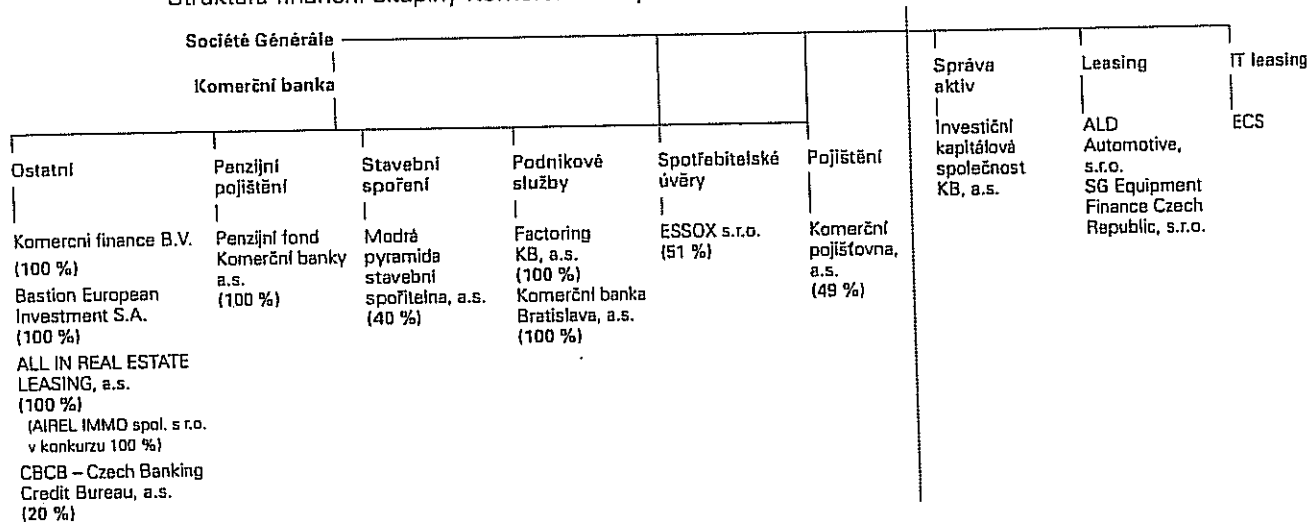 Struktura finanční skupiny
Société Générale
Komerční banka
Ostatní
Komercni finance B.V.
(100 %)
Bastion European
Investment S.A.
(100 %)
ALL IN REAL ESTATE
LEASING, a.s.
(100 %)
(AIREL IMMO spol. s r.o.
v konkurzu 100 %)
CBCB – Czech Banking
Credit Bureau, a.s.
(20 %)
Penzijní
pojištění
Penzijní fond
Komerční banky
a.s.
(100 %)
Stavební
spoření
Modrá
pyramida
stavební
spořitelna, a.s.
(40 %)
Podnikové
služby
Factoring
KB, a.s.
(100 %)
Komerční banka
Bratislava, a.s.
(100 %)
Spotřebitelské
úvěry
ESSOX s.r.o.
(51 %)
Pojištění
Komerční
pojišťovna,
a.s.
(49 %)
Správa
aktiv
Investiční
kapitálová
společnost
KB, a.s.
Leasing
ALD
Automotive,
s.r.o.
SG Equipment
Finance Czech
Republic, s.r.o.
IT leasing
ECS